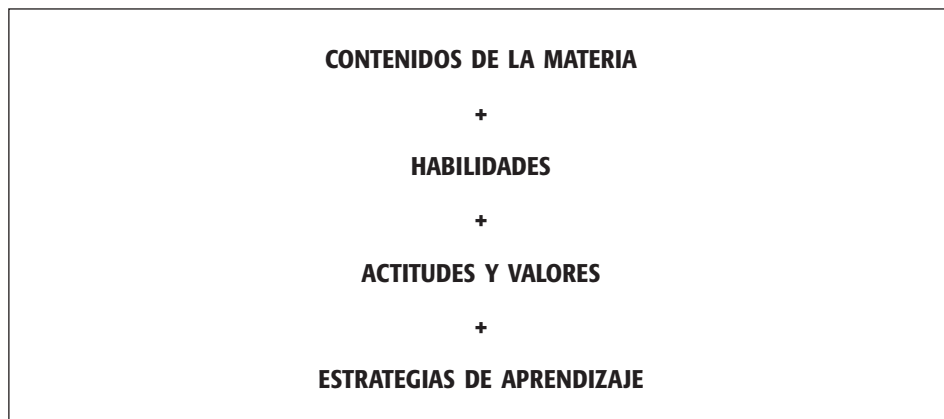 CONTENIDOS DE LA MATERIA
+
HABILIDADES
+
ACTITUDES Y VALORES
+
ESTRATEGIAS DE APRENDIZAJE